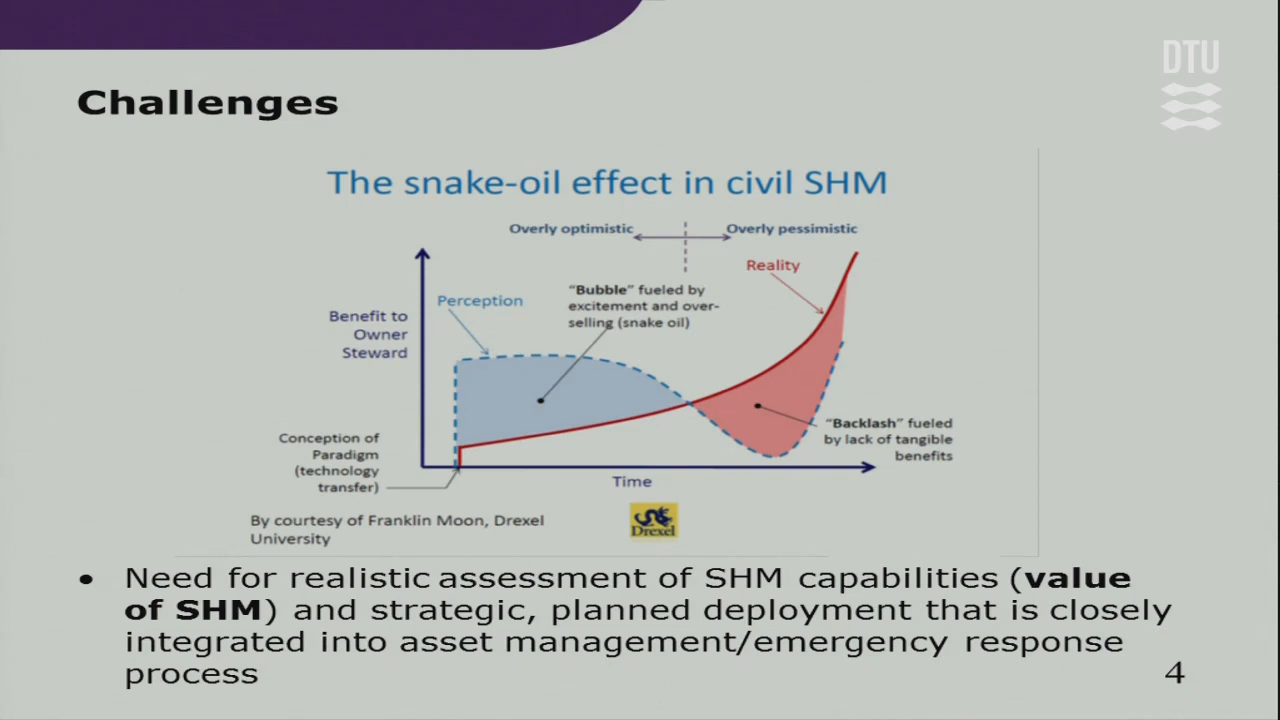 DTU
Challenges
The snake-oil effect in civil SHM
Overly optimistic
Overly pessimistic
Reality
"Bubble" fueled by
excitement and over-
selling (snake oil)
Perception
Benefit to
Owner
Steward
"Backlash" fueled
by lack of tangible
benefits
Conception of
Paradigm
(technology
transfer)
Time
By courtesy of Franklin Moon, Drexel
University
Drexel
• Need for realistic assessment of SHM capabilities (value
of SHM) and strategic, planned deployment that is closely
integrated into asset management/emergency response
process
4